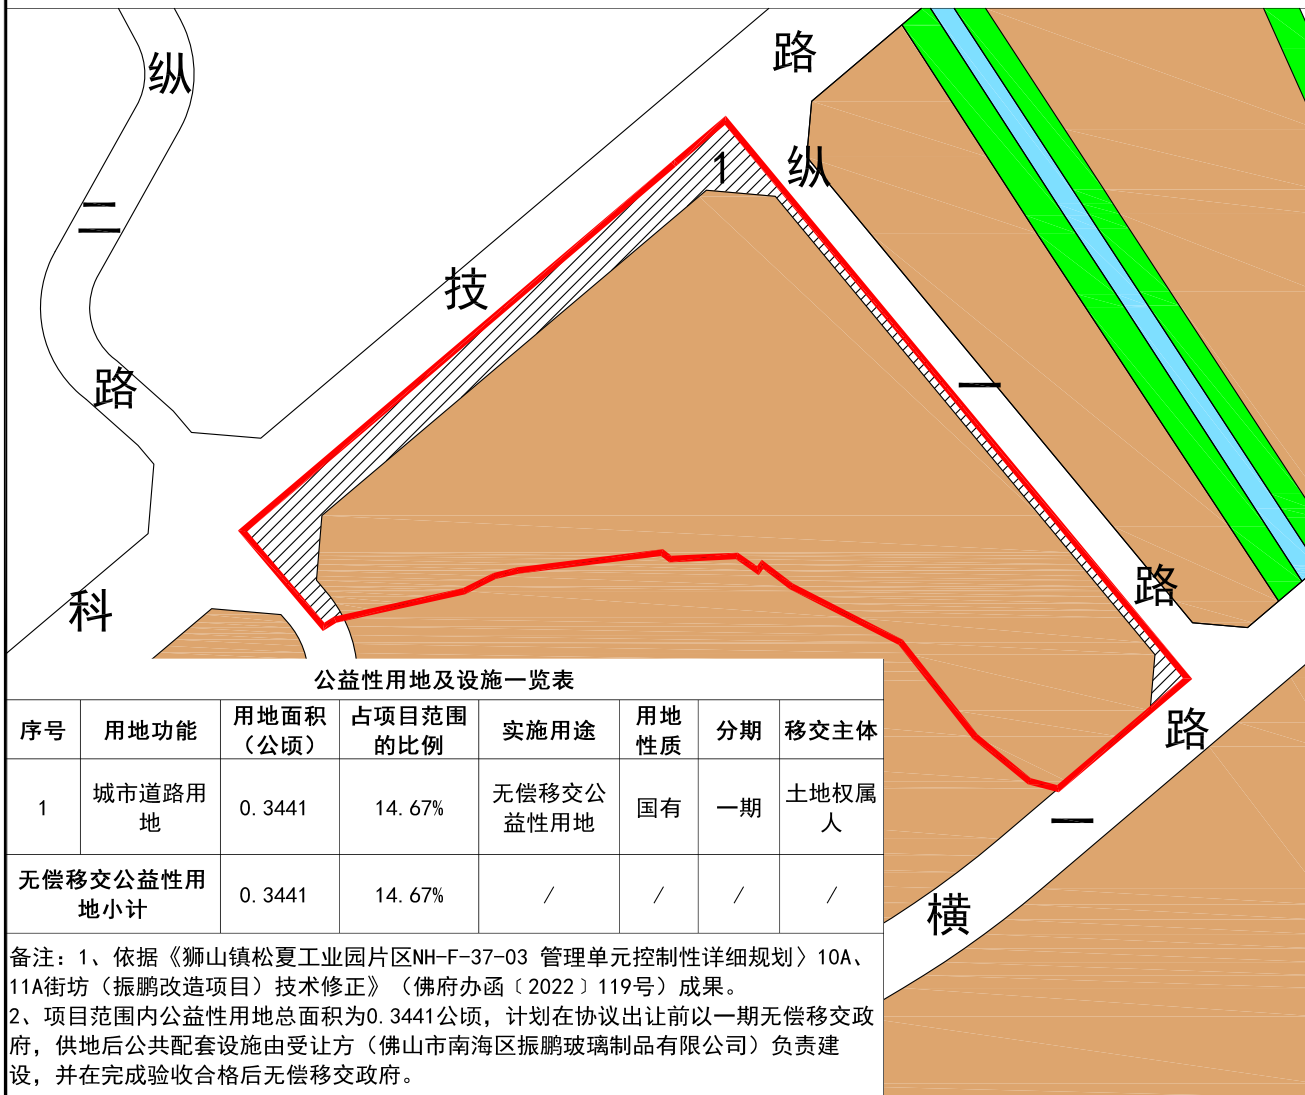 纵
二
路
科
技
路
1
纵
一
路
路
一
横
公益性用地及设施一览表
序号 用地功能 用地面积（公顷） 占项目范围的比例 实施用途 用地性质 分期 移交主体
1 城市道路用地 0.3441 14.67% 无偿移交公益性用地 国有 一期 土地权属人
无偿移交公益性用地小计 0.3441 14.67% / / / /
备注：1、依据《狮山镇松夏工业园片区NH-F-37-03 管理单元控制性详细规划〉10A、
11A街坊（振鹏改造项目）技术修正》（佛府办函〔2022〕119号）成果。
2、项目范围内公益性用地总面积为0.3441公顷，计划在协议出让前以一期无偿移交政
府，供地后公共配套设施由受让方（佛山市南海区振鹏玻璃制品有限公司）负责建
设，并在完成验收合格后无偿移交政府。